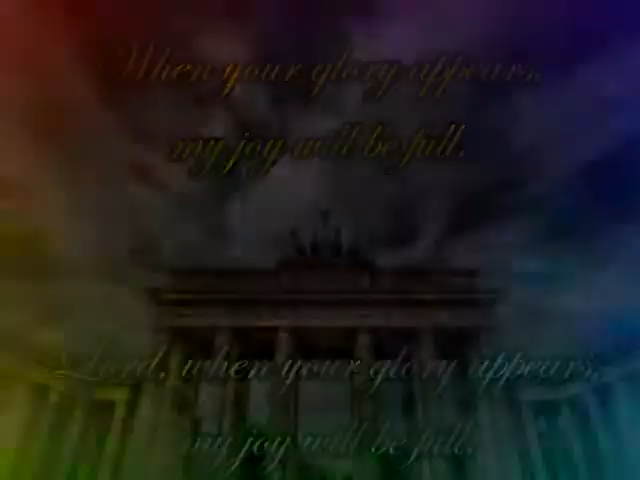 When your glory appears,
my joy will be full.
Lord, when your glory appears,
my joy will be full.